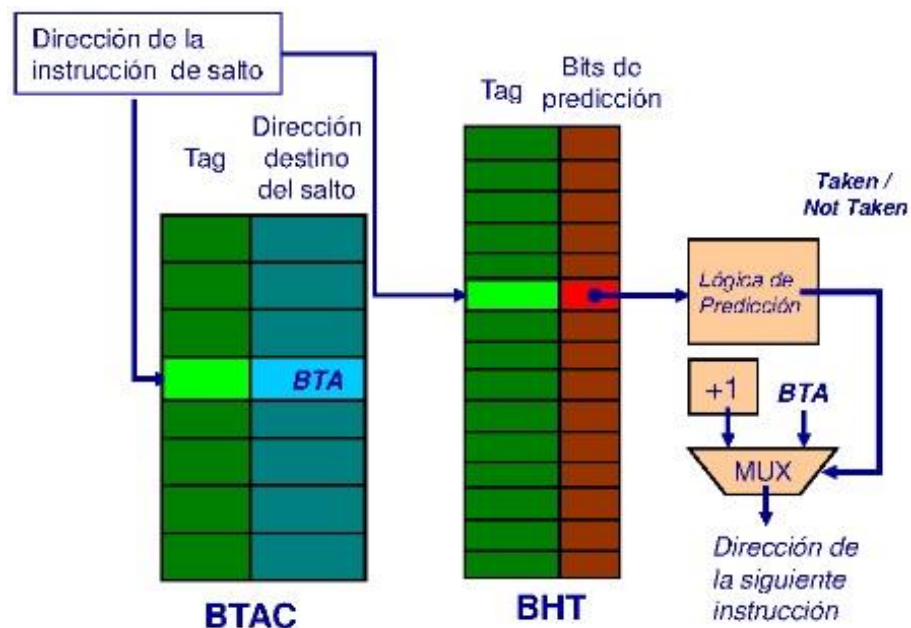 Dirección de la
instrucción de salto
Tag
Dirección
destino
del salto
BTA
BTAC
Tag
Bits de
predicción
BHT
Taken /
Not Taken
Lógica de
Predicción
+1
BTA
MUX
Dirección de
la siguiente
instrucción